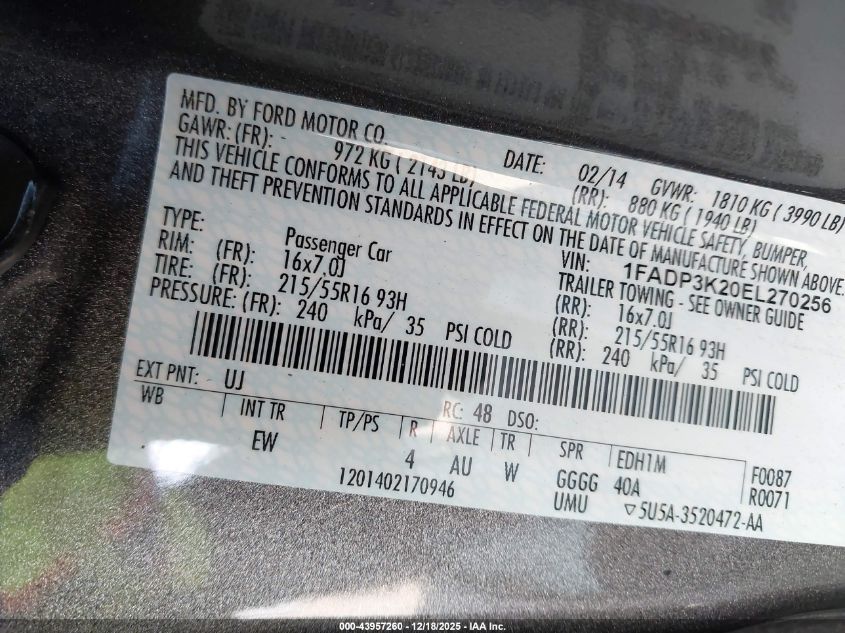 MFD. BY FORD MOTOR CO. DATE: 02/14 GVWR: 1810 KG ( 3990 LB)
GAWR: (FR): 972 KG ( 2143 LB) (RR): 880 KG ( 1940 LB)
THIS VEHICLE CONFORMS TO ALL APPLICABLE FEDERAL MOTOR VEHICLE SAFETY, BUMPER,
AND THEFT PREVENTION STANDARDS IN EFFECT ON THE DATE OF MANUFACTURE SHOWN ABOVE.
VIN: 1FADP3K20EL270256
TYPE: Passenger Car TRAILER TOWING - SEE OWNER GUIDE
RIM: (FR): 16x7.0J (RR): 16x7.0J
TIRE: (FR): 215/55R16 93H (RR): 215/55R16 93H
PRESSURE: (FR): 240 kPa/ 35 PSI COLD (RR): 240 kPa/ 35 PSI COLD
EXT PNT: UJ RC: 48 DSO:
WB INT TR TP/PS R AXLE TR SPR EDH1M F0087
EW 4 AU W GGGG 40A R0071
1201402170946 UMU ▽5U5A-3520472-AA
000-43957260 - 12/18/2025 - IAA Inc.